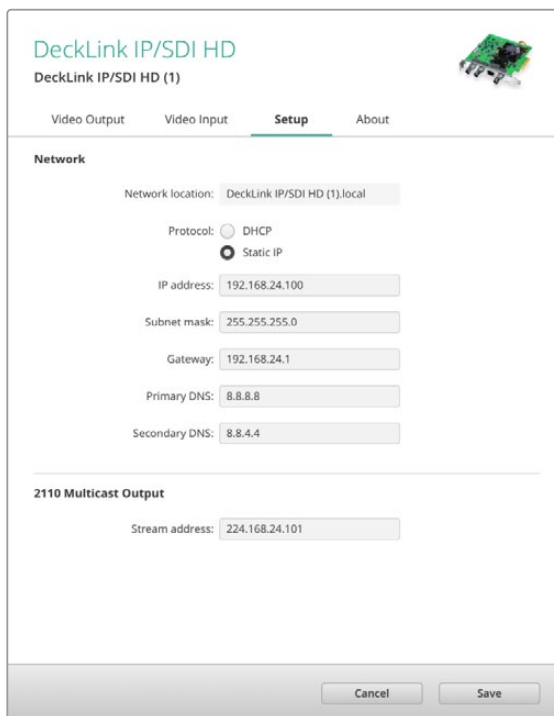 DeckLink IP/SDI HD
DeckLink IP/SDI HD (1)
Video Output Video Input Setup About
Network
Network location: DeckLink IP/SDI HD (1).local
Protocol: DHCP
Static IP
IP address: 192.168.24.100
Subnet mask: 255.255.255.0
Gateway: 192.168.24.1
Primary DNS: 8.8.8.8
Secondary DNS: 8.8.4.4
2110 Multicast Output
Stream address: 224.168.24.101
Cancel Save